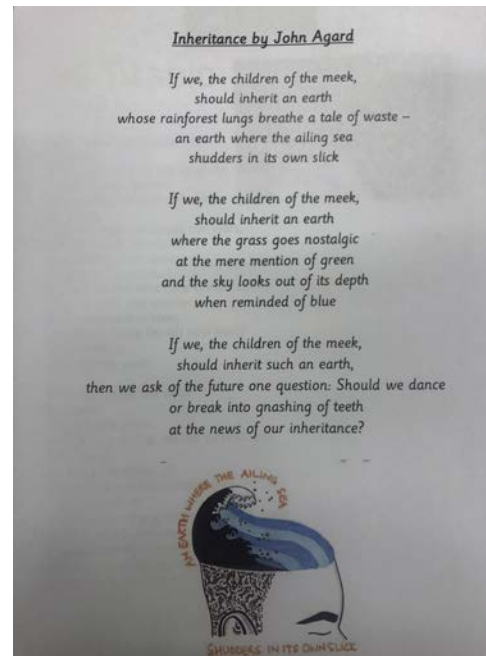 Inheritance by John Agard
If we, the children of the meek,
should inherit an earth
whose rainforest lungs breathe a tale of waste –
an earth where the ailing sea
shudders in its own slick
If we, the children of the meek,
should inherit an earth
where the grass goes nostalgic
at the mere mention of green
and the sky looks out of its depth
when reminded of blue
If we, the children of the meek,
should inherit such an earth,
then we ask of the future one question: Should we dance
or break into gnashing of teeth
at the news of our inheritance?
AN EARTH WHERE THE AILING SEA
SHUDDERS IN ITS OWN SLICK